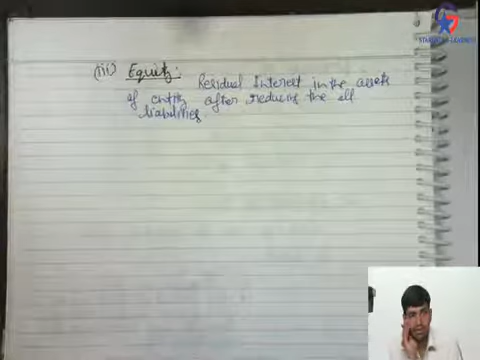 (iii) Equity: Residual Interest in the assets
of entity after reducing the all
liabilities